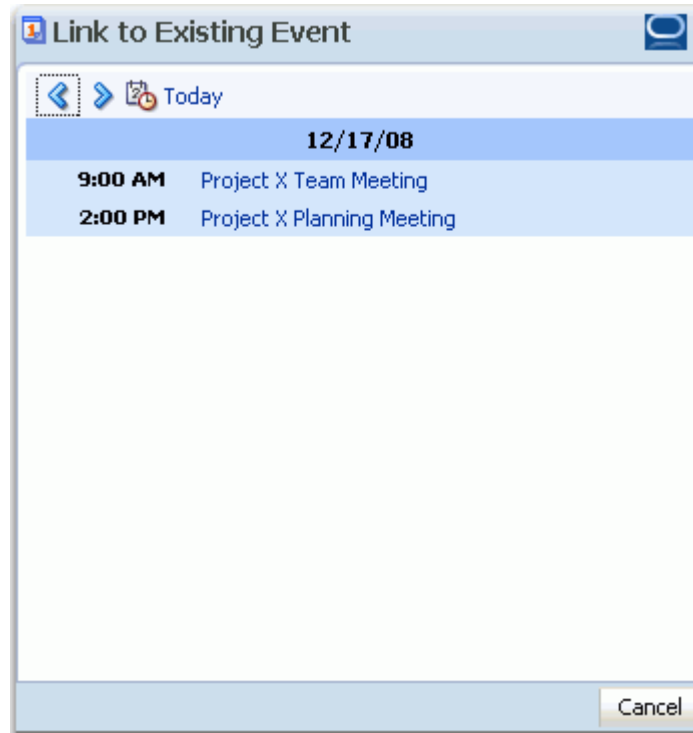 Link to Existing Event
Today
12/17/08
9:00 AM Project X Team Meeting
2:00 PM Project X Planning Meeting
Cancel